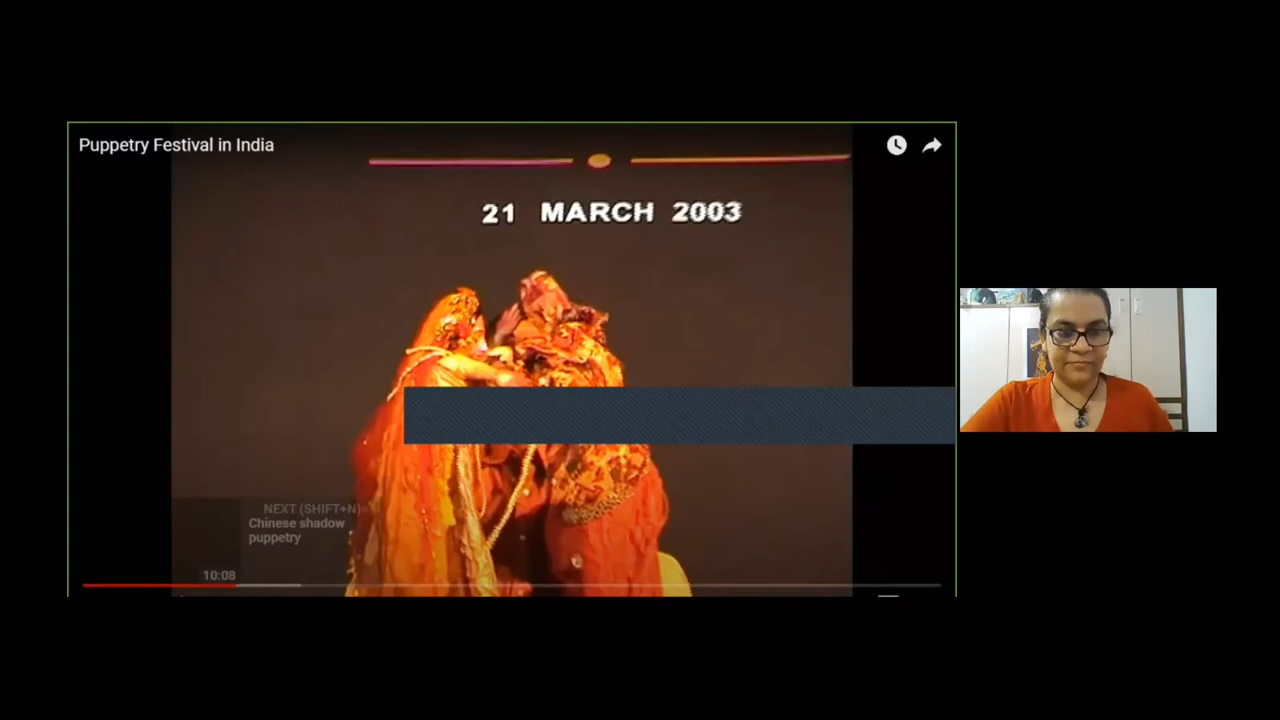 Puppetry Festival in India
21 MARCH 2003
NEXT (SHIFT+N)
Chinese shadow
puppetry
10:08